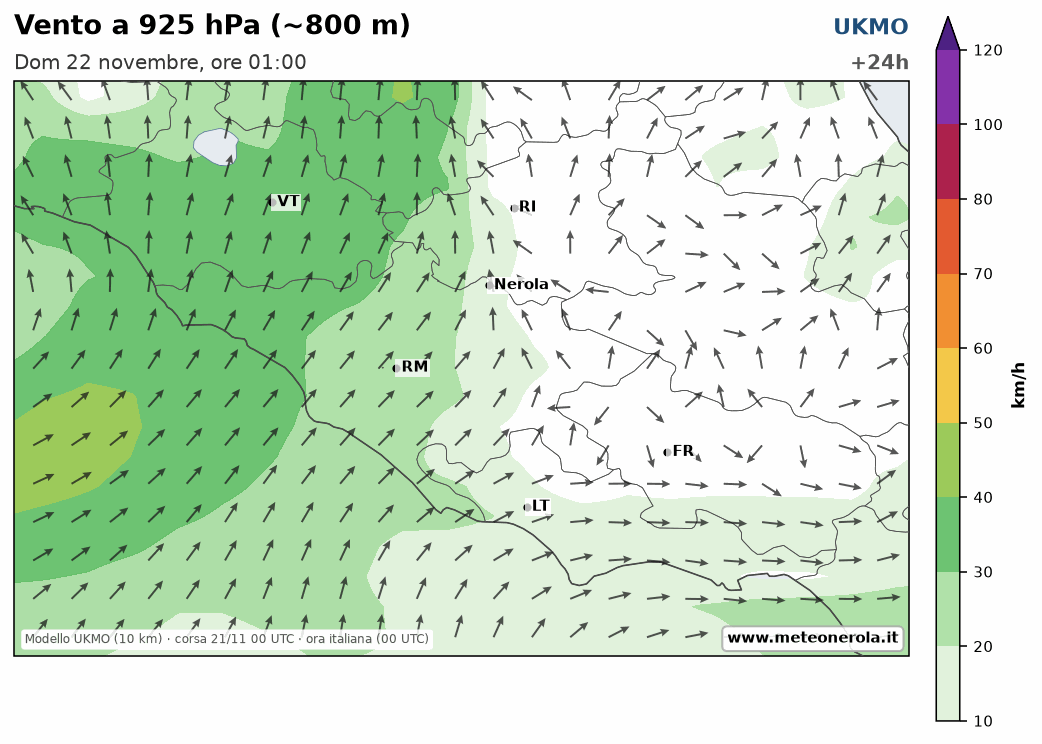 Vento a 925 hPa (~800 m)
UKMO
Dom 22 novembre, ore 01:00
+24h
120
100
80
70
60
50
40
30
20
10
km/h
VT
RI
Nerola
RM
FR
LT
Modello UKMO (10 km) · corsa 21/11 00 UTC · ora italiana (00 UTC)
www.meteonerola.it